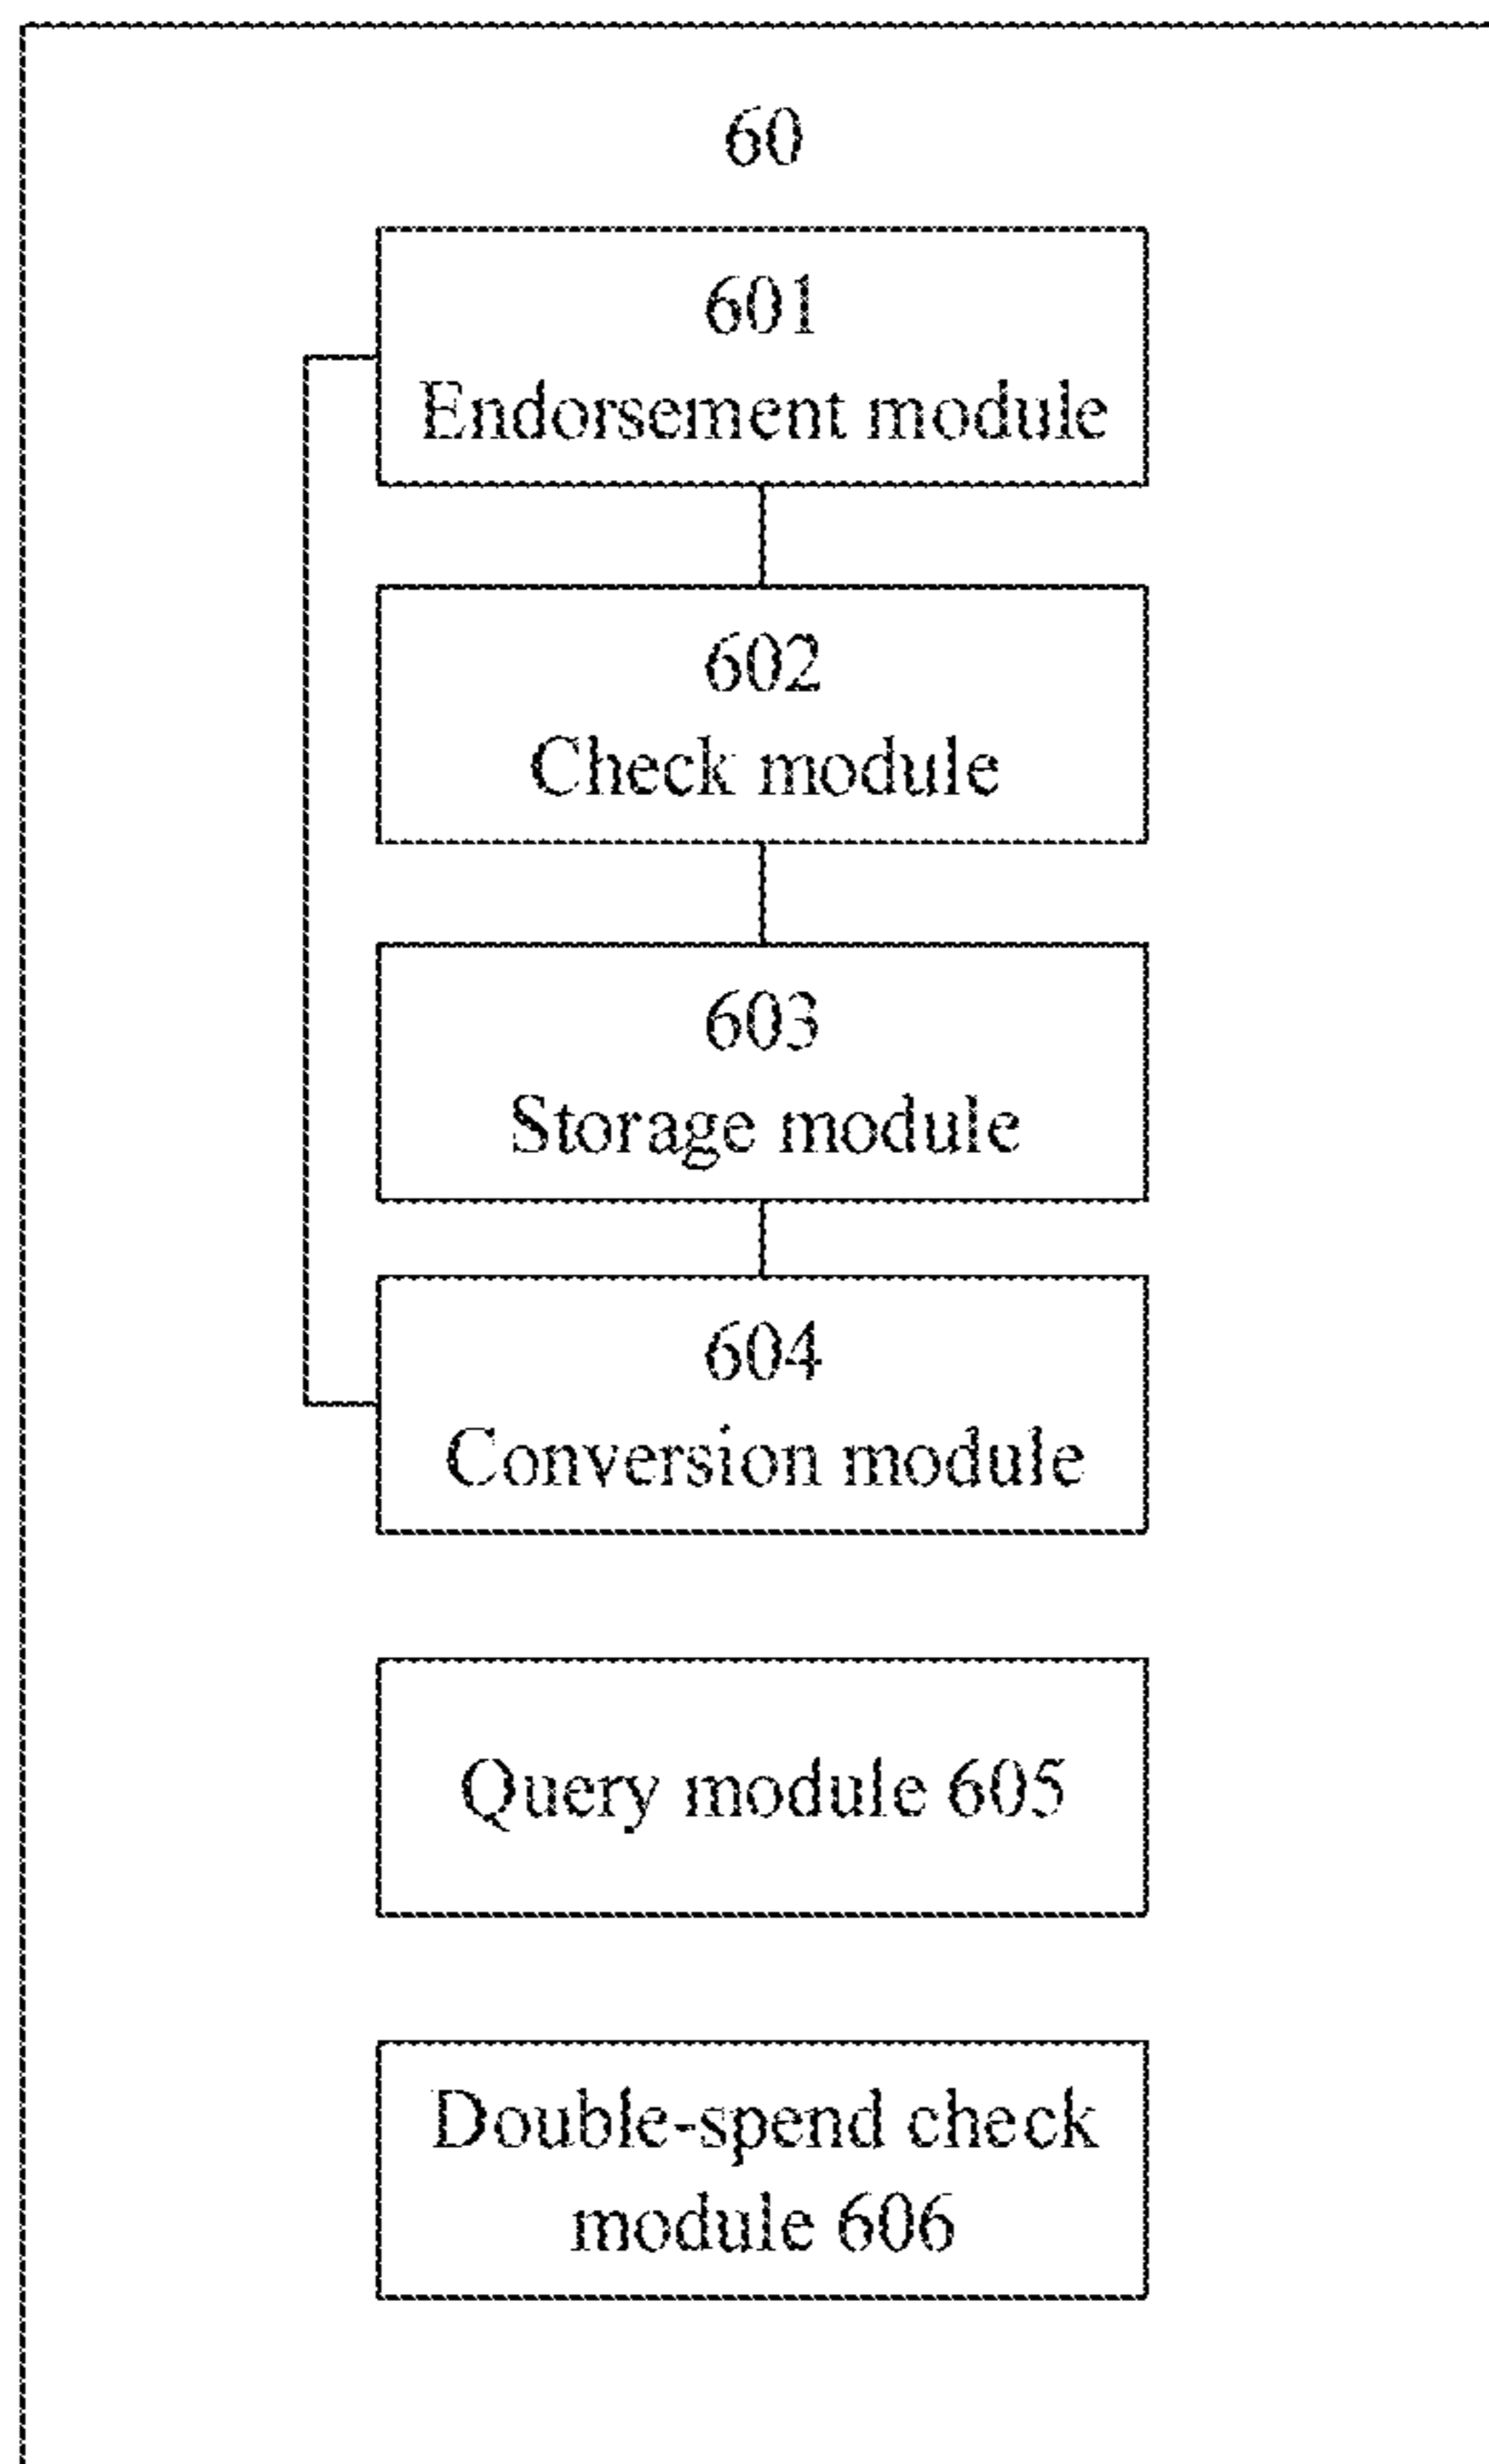 60
601
Endorsement module
602
Check module
603
Storage module
604
Conversion module
Query module 605
Double-spend check
module 606